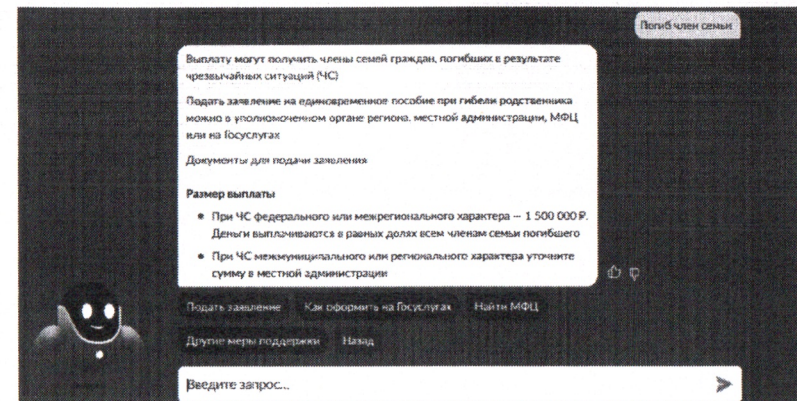 Погиб член семьи
Выплату могут получить члены семей граждан, погибших в результате
чрезвычайных ситуаций (ЧС)
Подать заявление на единовременное пособие при гибели родственника
можно в уполномоченном органе региона, местной администрации, МФЦ
или на Госуслугах
Документы для подачи заявления
Размер выплаты
• При ЧС федерального или межрегионального характера — 1 500 000 ₽.
Деньги выплачиваются в равных долях всем членам семьи погибшего
• При ЧС межмуниципального или регионального характера уточните
сумму в местной администрации
Подать заявление Как оформить на Госуслугах Найти МФЦ
Другие меры поддержки Назад
Введите запрос...